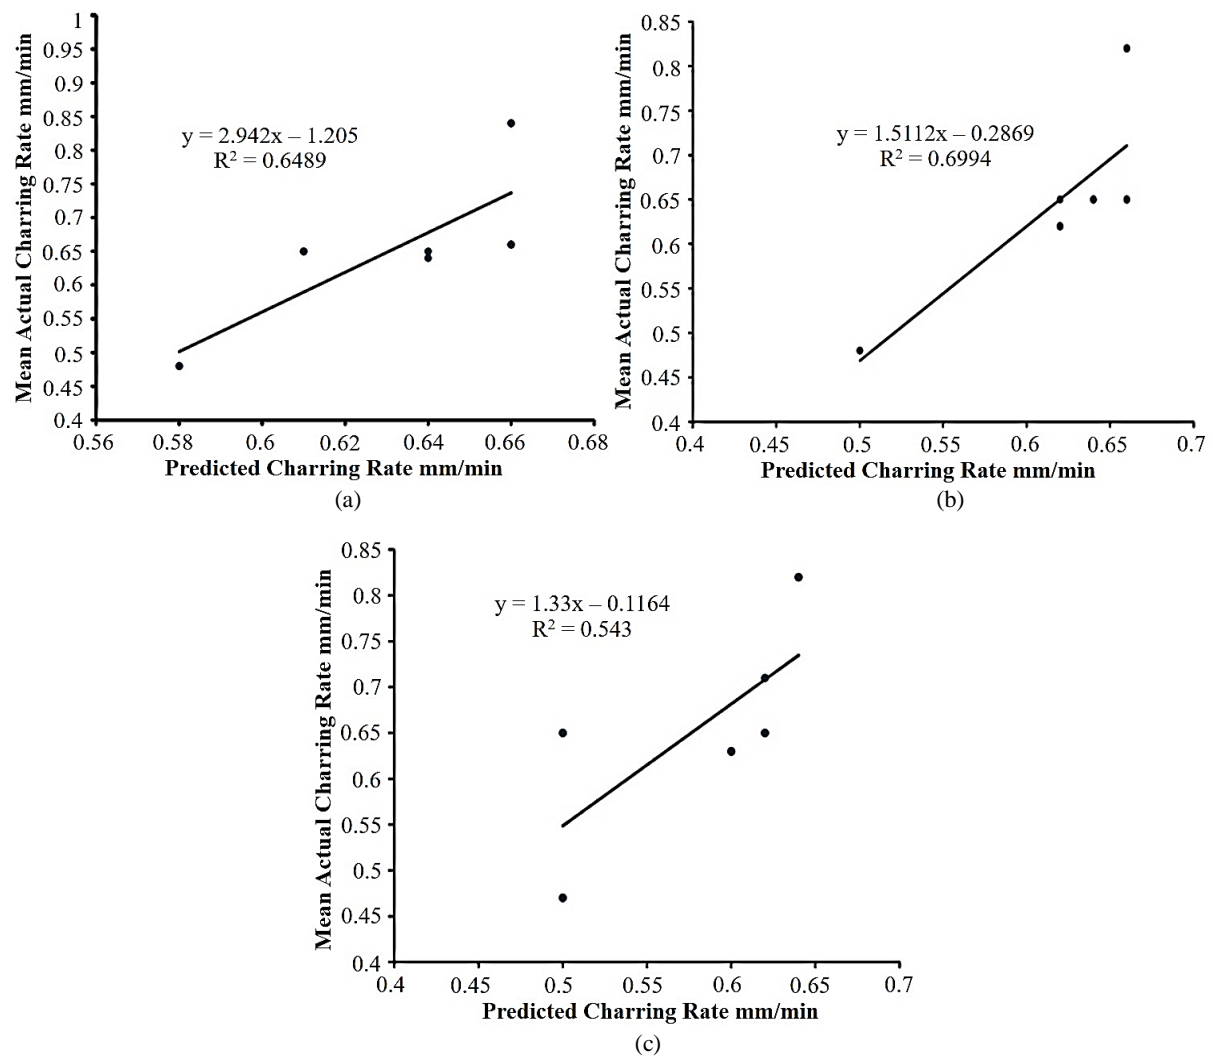 Mean Actual Charring Rate mm/min
1
0.95
0.9
0.85
0.8
0.75
0.7
0.65
0.6
0.55
0.5
0.45
0.4
y = 2.942x – 1.205
R² = 0.6489
0.56 0.58 0.6 0.62 0.64 0.66 0.68
Predicted Charring Rate mm/min
(a)
Mean Actual Charring Rate mm/min
0.85
0.8
0.75
0.7
0.65
0.6
0.55
0.5
0.45
0.4
y = 1.5112x – 0.2869
R² = 0.6994
0.4 0.45 0.5 0.55 0.6 0.65 0.7
Predicted Charring Rate mm/min
(b)
Mean Actual Charring Rate mm/min
0.85
0.8
0.75
0.7
0.65
0.6
0.55
0.5
0.45
0.4
y = 1.33x – 0.1164
R² = 0.543
0.4 0.45 0.5 0.55 0.6 0.65 0.7
Predicted Charring Rate mm/min
(c)